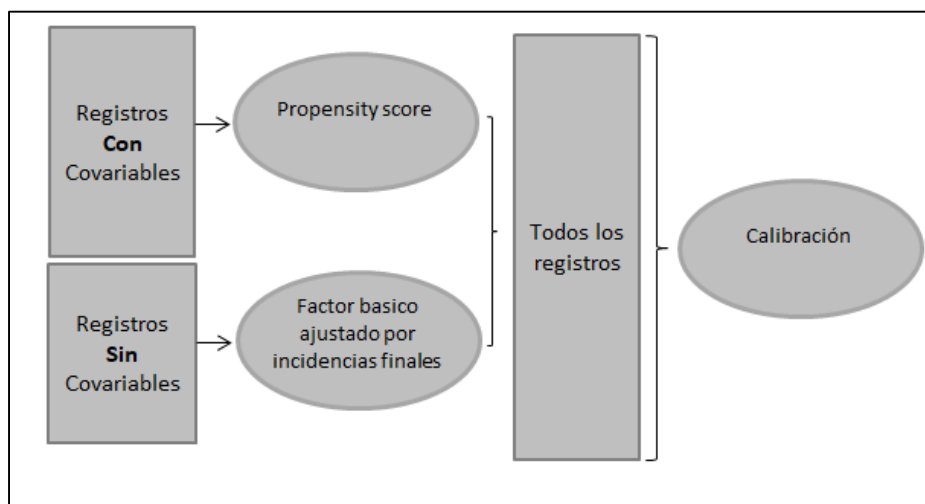 Registros
Con
Covariables
Propensity score
Registros
Sin
Covariables
Factor basico
ajustado por
incidencias finales
Todos los
registros
Calibración